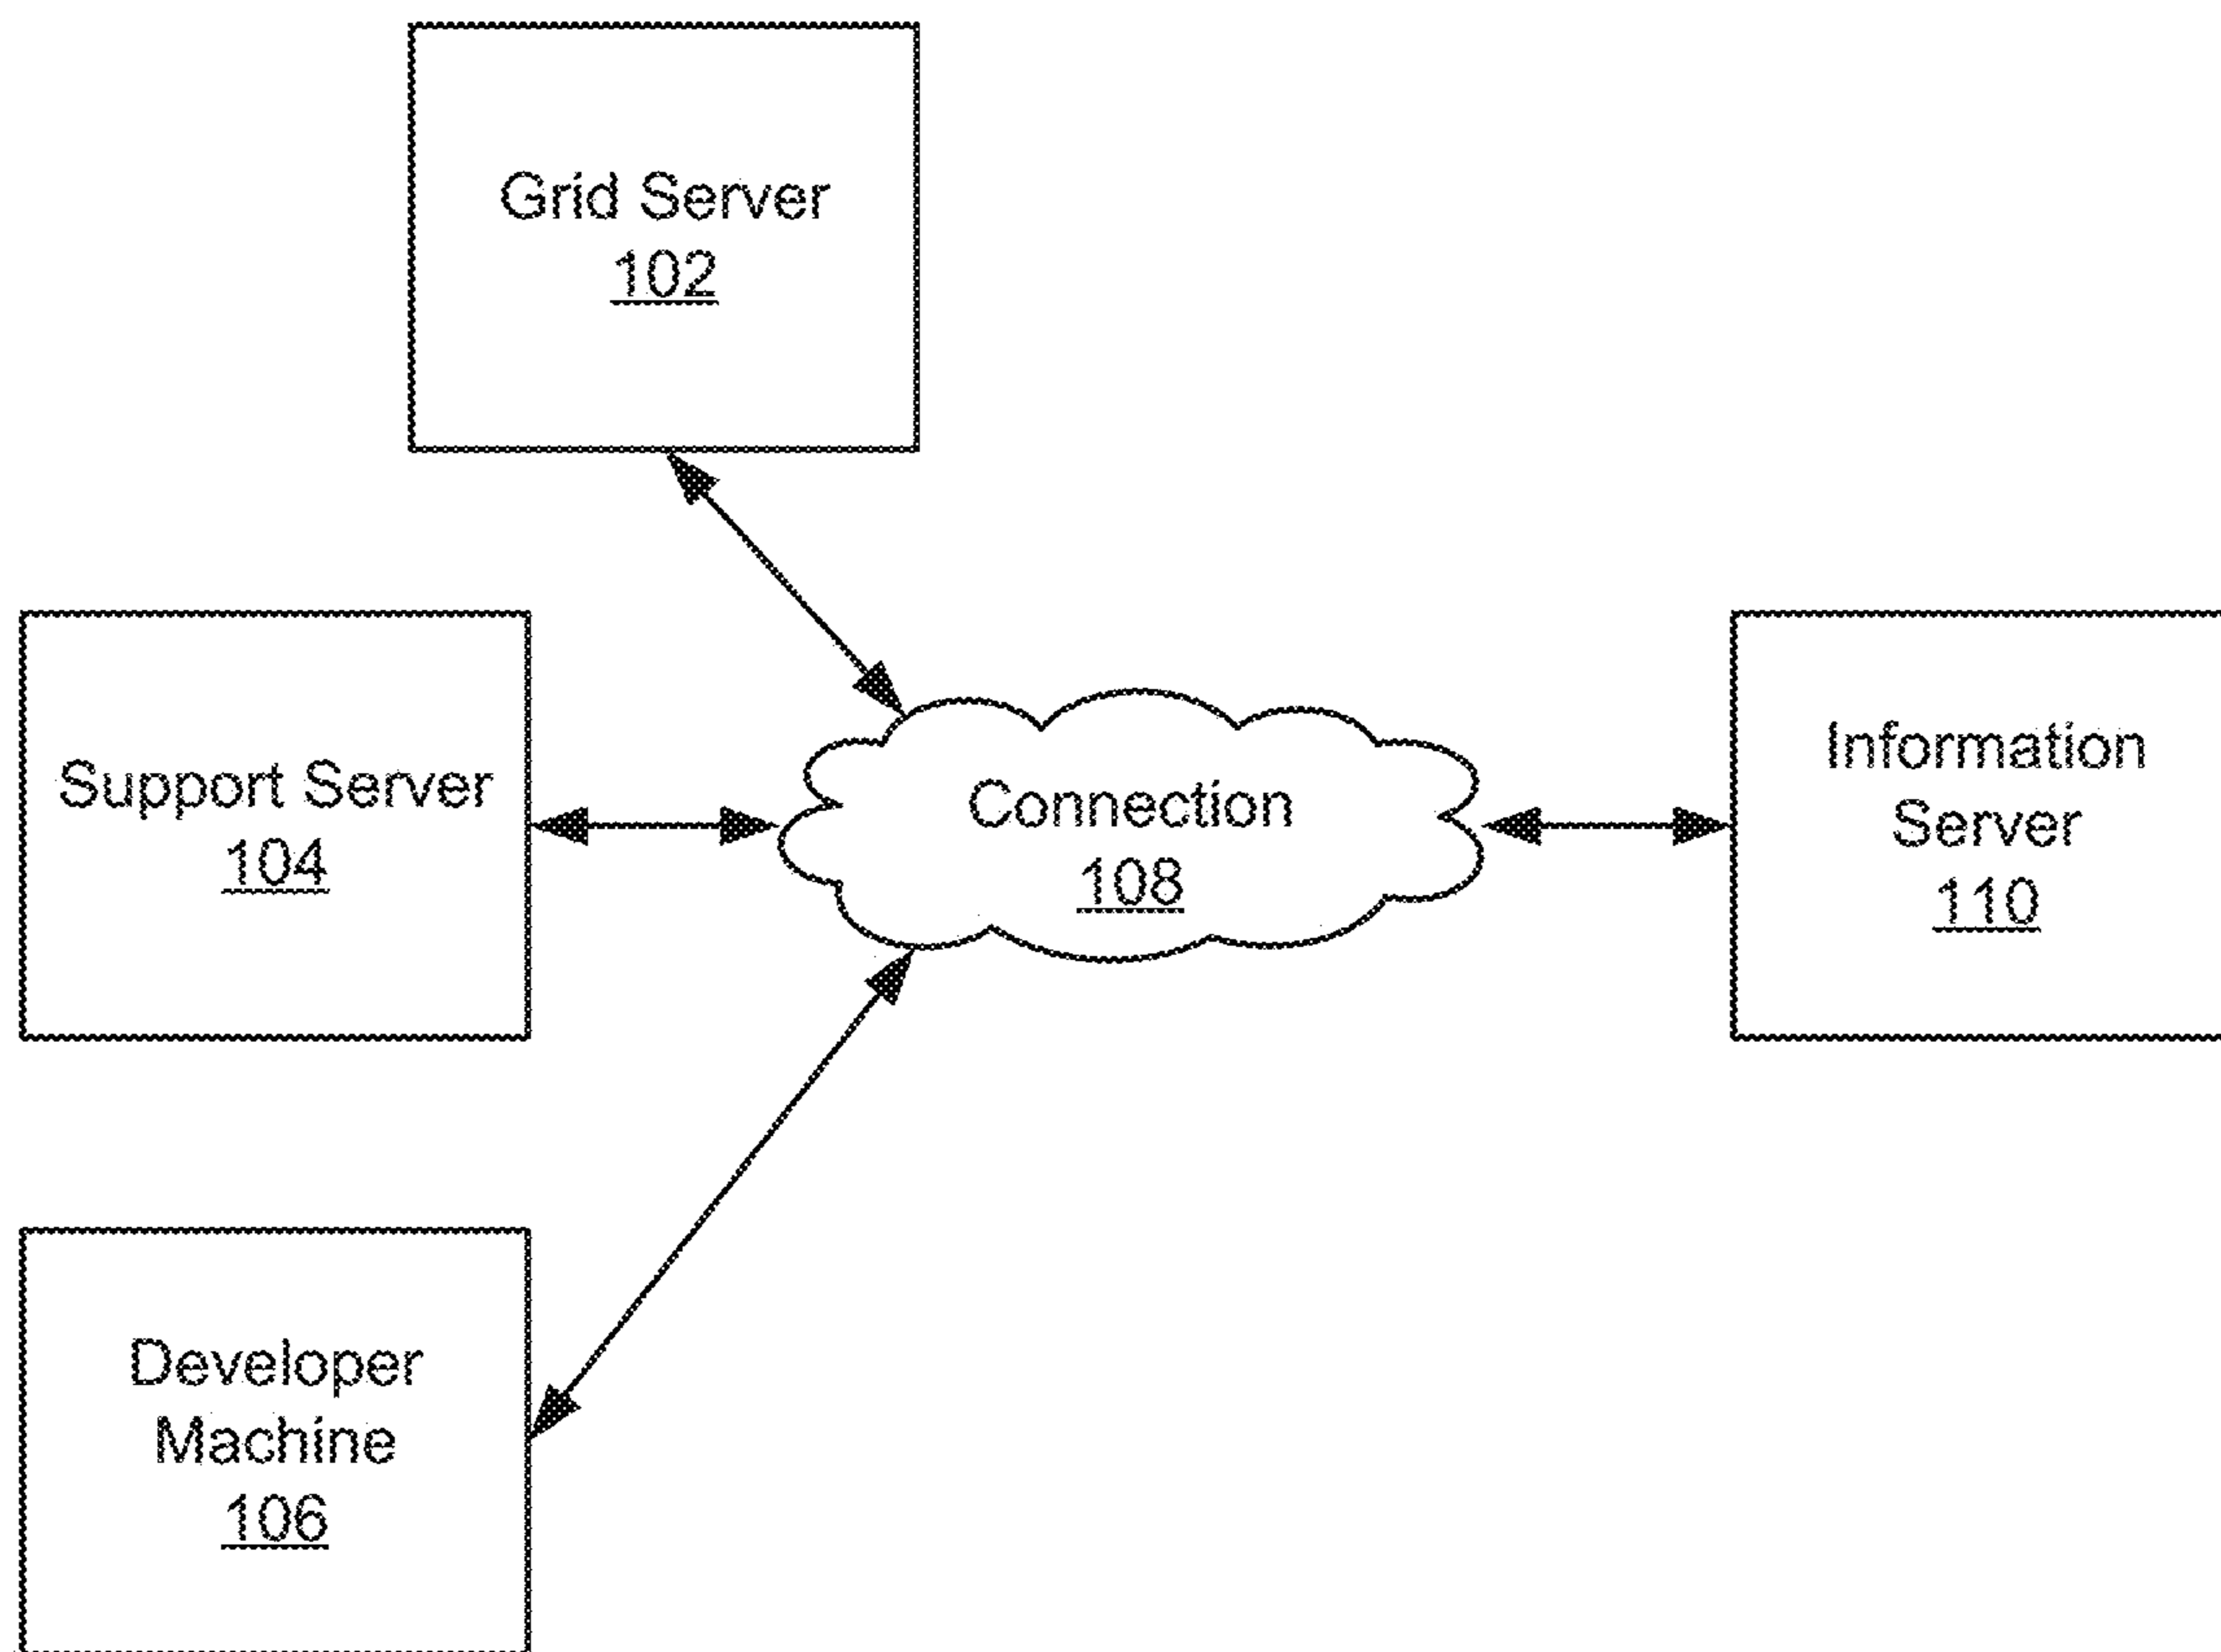 Grid Server
102
Support Server
104
Connection
108
Information
Server
110
Developer
Machine
106